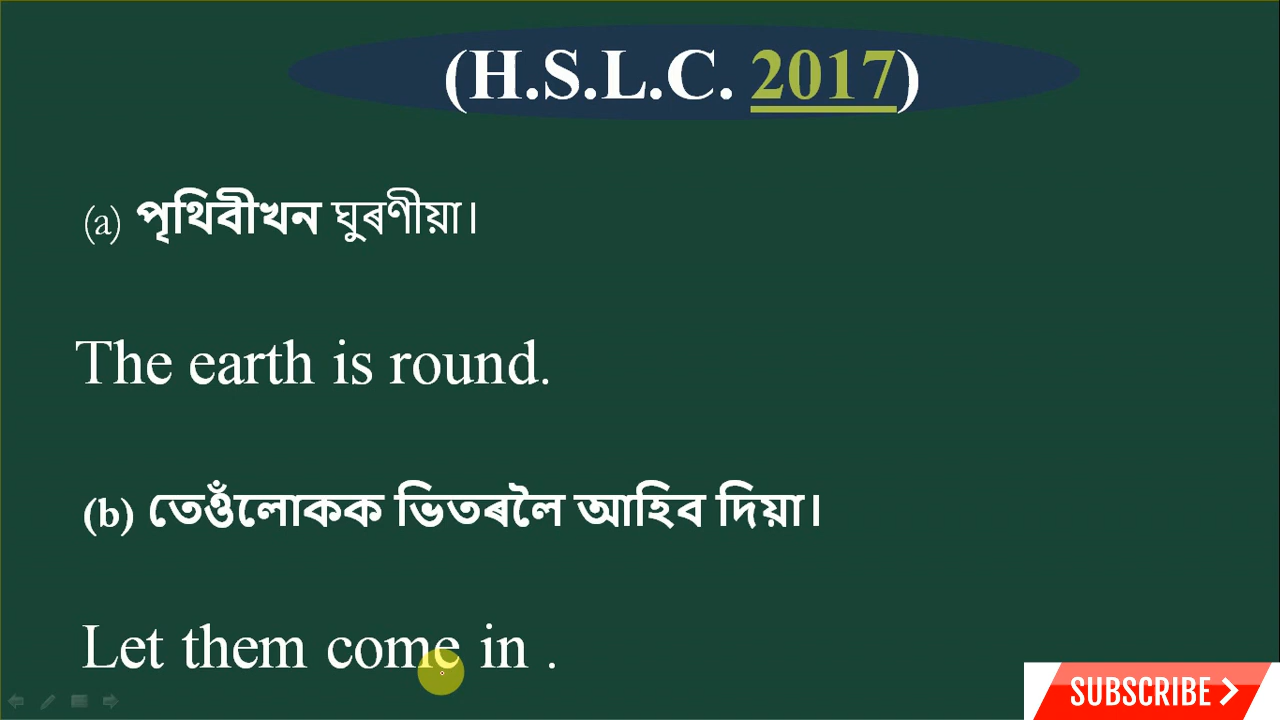 (H.S.L.C. 2017)
(a) পৃথিবীখন ঘুৰণীয়া।
The earth is round.
(b) তেওঁলোকক ভিতৰলৈ আহিব দিয়া।
Let them come in .
SUBSCRIBE